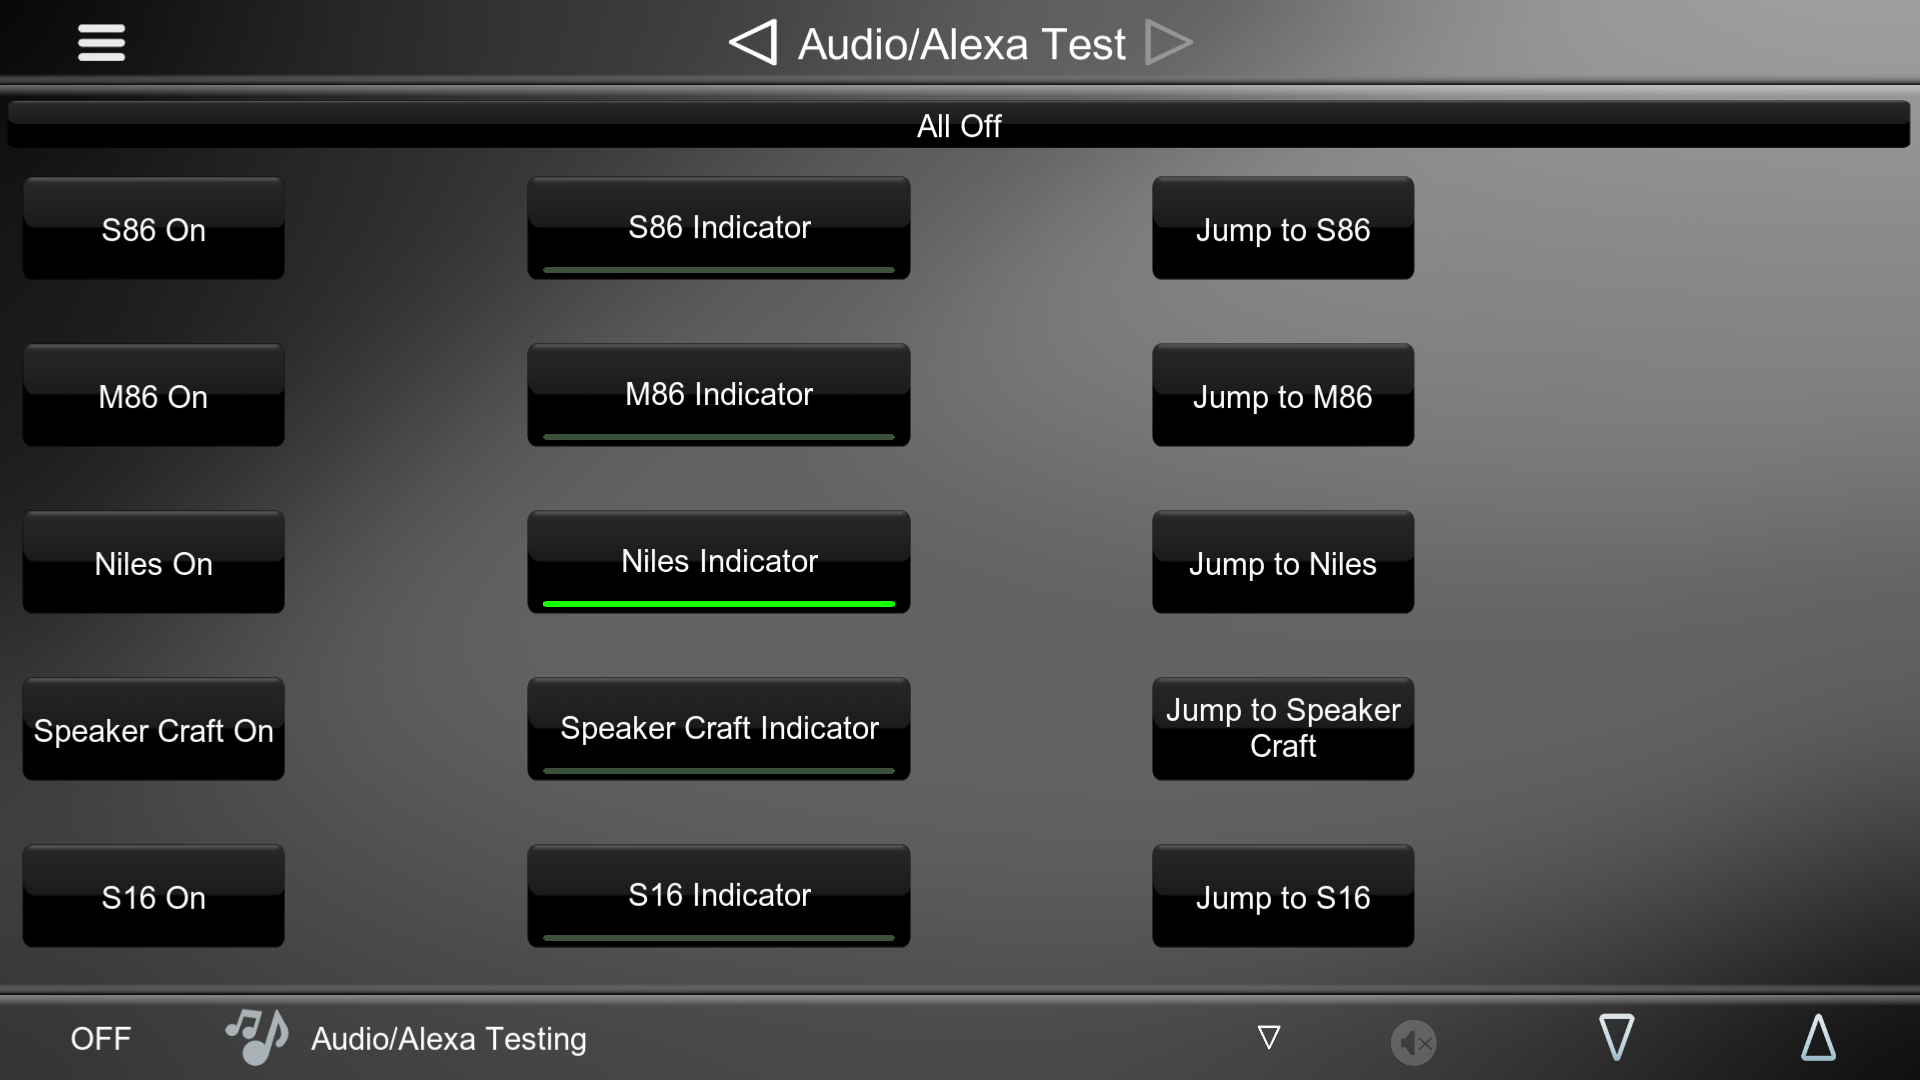 Audio/Alexa Test
All Off
S86 On
S86 Indicator
Jump to S86
M86 On
M86 Indicator
Jump to M86
Niles On
Niles Indicator
Jump to Niles
Speaker Craft On
Speaker Craft Indicator
Jump to Speaker
Craft
S16 On
S16 Indicator
Jump to S16
OFF
Audio/Alexa Testing